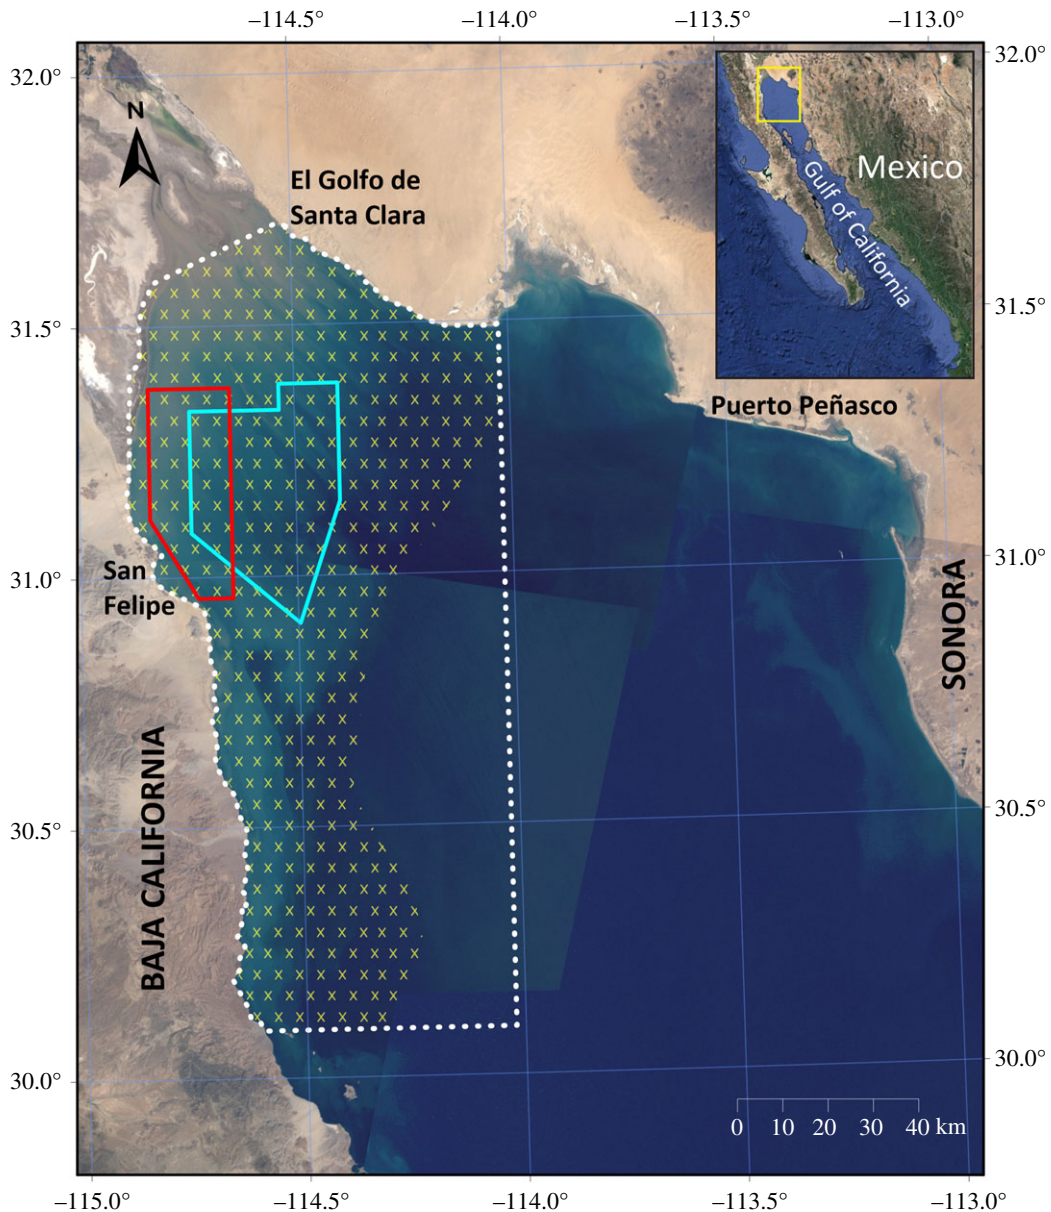 −114.5° −114.0° −113.5° −113.0°
32.0° 32.0°
N
El Golfo de
Santa Clara
Mexico
Gulf of California
31.5° 31.5°
Puerto Peñasco
31.0° 31.0°
San
Felipe
SONORA
BAJA CALIFORNIA
30.5° 30.5°
30.0° 30.0°
0 10 20 30 40 km
−115.0° −114.5° −114.0° −113.5° −113.0°